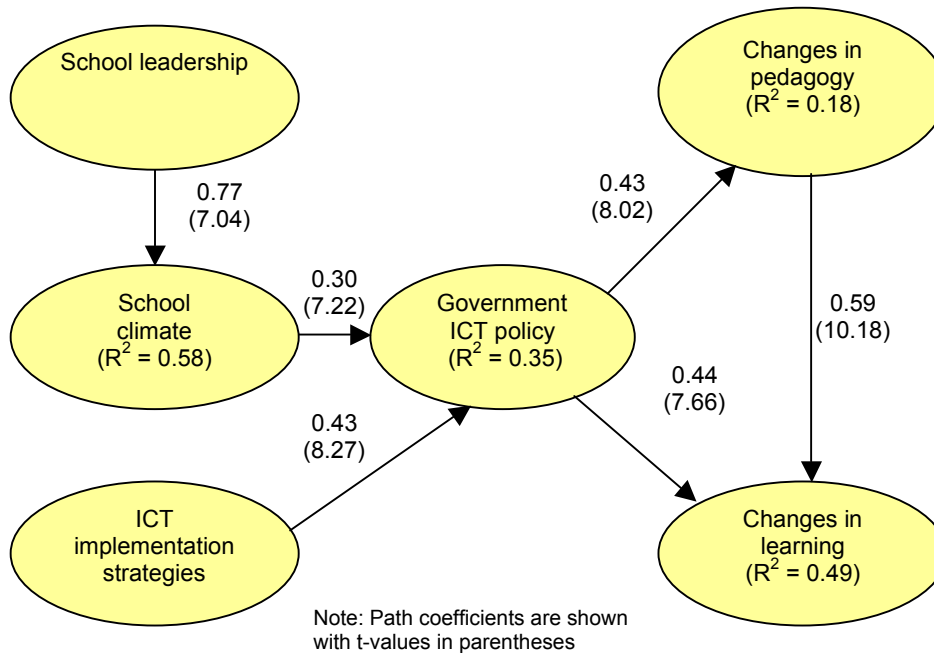 School leadership
Changes in
pedagogy
(R² = 0.18)
0.77
(7.04)
0.43
(8.02)
School
climate
(R² = 0.58)
0.30
(7.22)
Government
ICT policy
(R² = 0.35)
0.59
(10.18)
0.44
(7.66)
0.43
(8.27)
ICT
implementation
strategies
Changes in
learning
(R² = 0.49)
Note: Path coefficients are shown
with t-values in parentheses